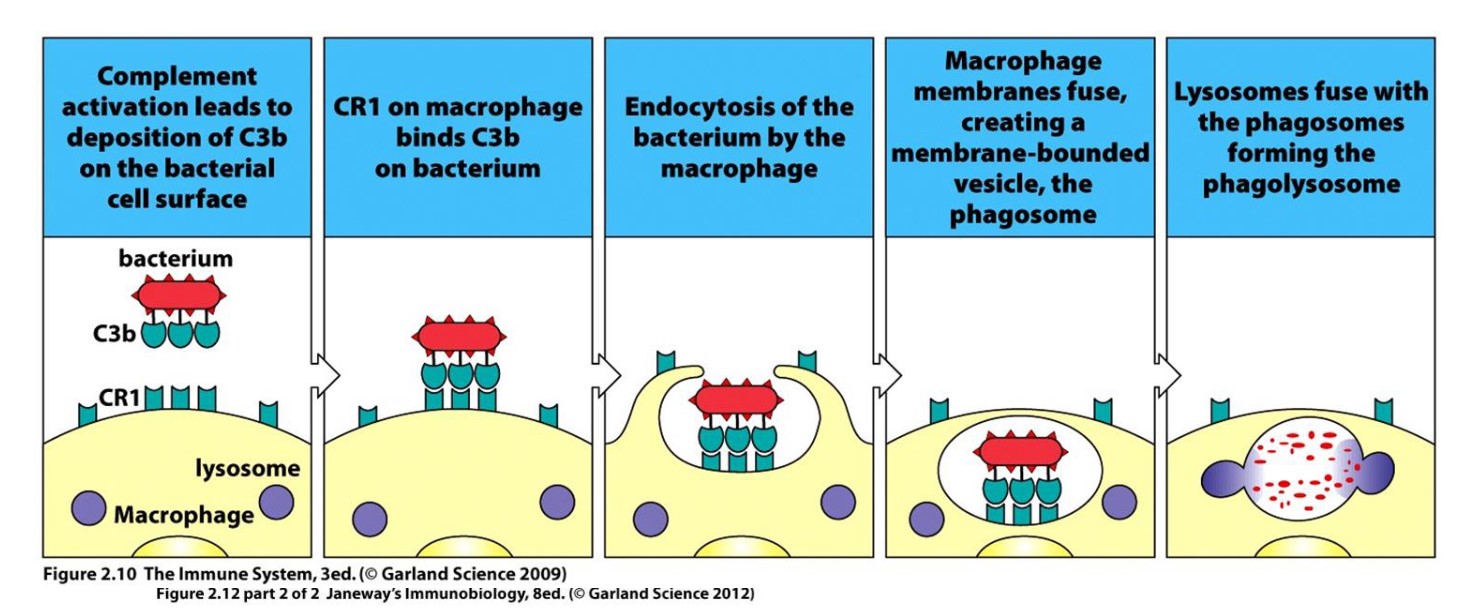 Complement
activation leads to
deposition of C3b
on the bacterial
cell surface
CR1 on macrophage
binds C3b
on bacterium
Endocytosis of the
bacterium by the
macrophage
Macrophage
membranes fuse,
creating a
membrane-bounded
vesicle, the
phagosome
Lysosomes fuse with
the phagosomes
forming the
phagolysosome
bacterium
C3b
CR1
lysosome
Macrophage
Figure 2.10 The Immune System, 3ed. (© Garland Science 2009)
Figure 2.12 part 2 of 2 Janeway's Immunobiology, 8ed. (© Garland Science 2012)